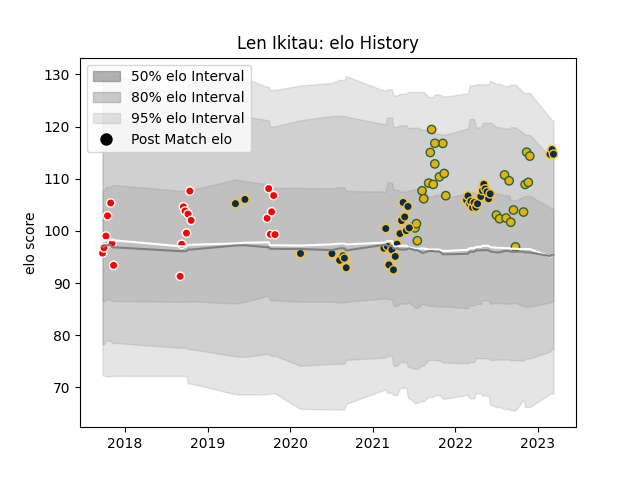 Len Ikitau: elo History
50% elo Interval
80% elo Interval
95% elo Interval
Post Match elo
elo score
130
120
110
100
90
80
70
2018
2019
2020
2021
2022
2023